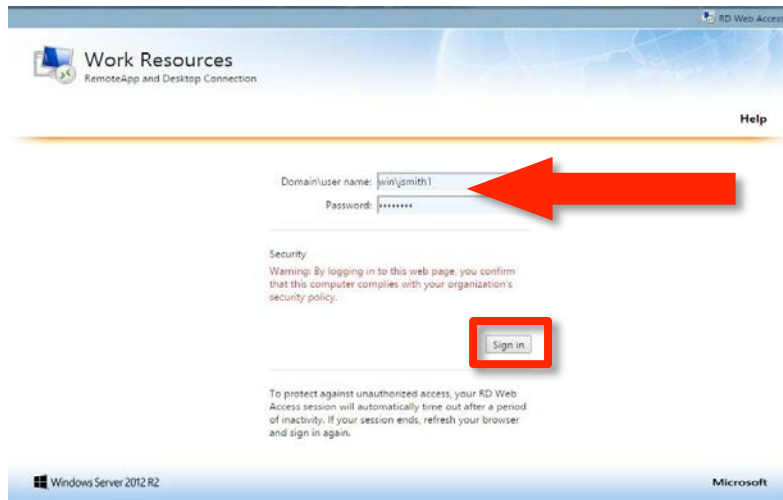 RD Web Access
Work Resources
RemoteApp and Desktop Connection
Help
Domain\user name: win\jsmith1
Password: ••••••••
Security
Warning: By logging in to this web page, you confirm
that this computer complies with your organization's
security policy.
Sign in
To protect against unauthorized access, your RD Web
Access session will automatically time out after a period
of inactivity. If your session ends, refresh your browser
and sign in again.
Windows Server 2012 R2
Microsoft